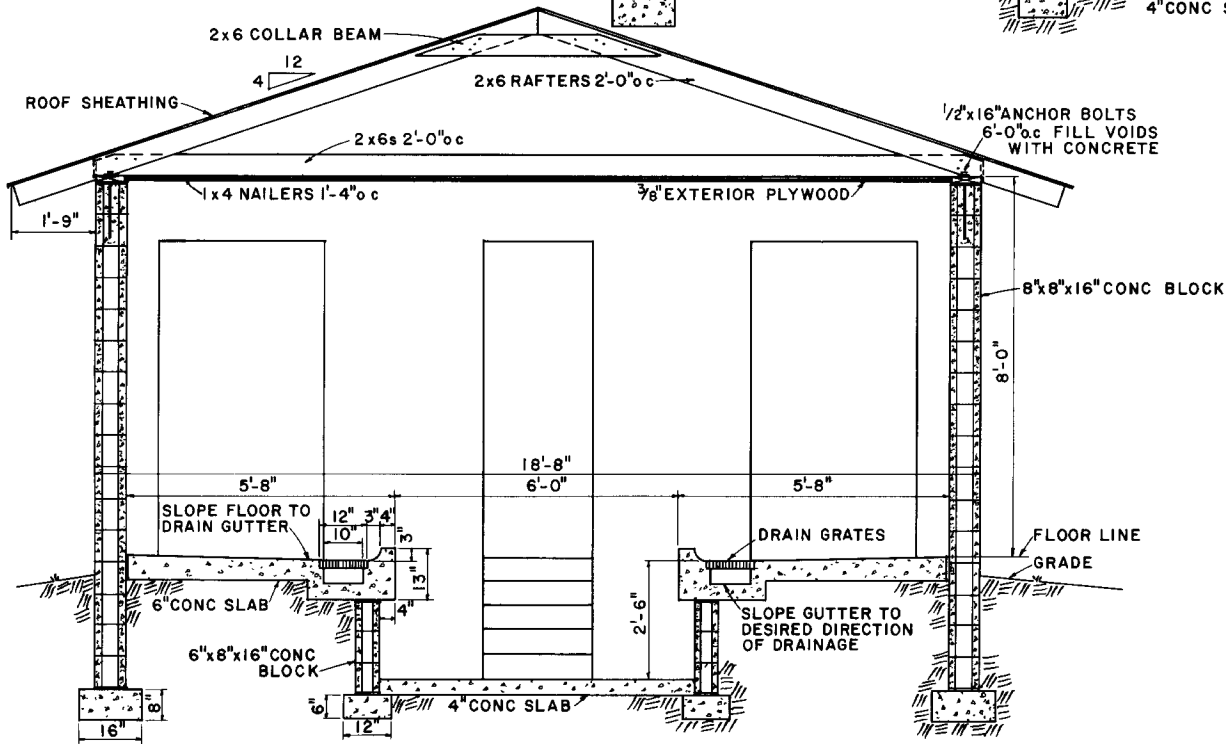 4"CONC S
2x6 COLLAR BEAM
12
4
2x6 RAFTERS 2'-0"oc
ROOF SHEATHING
1/2"x16"ANCHOR BOLTS
6'-0"oc FILL VOIDS
WITH CONCRETE
2x6s 2'-0"oc
1x4 NAILERS 1'-4"oc
3/8"EXTERIOR PLYWOOD
1'-9"
8"x8"x16"CONC BLOCK
8'-0"
18'-8"
5'-8"
6'-0"
5'-8"
SLOPE FLOOR TO
DRAIN GUTTER
12"
3"
4"
10"
3"
13"
DRAIN GRATES
FLOOR LINE
GRADE
6"CONC SLAB
4"
2'-6"
SLOPE GUTTER TO
DESIRED DIRECTION
OF DRAINAGE
6"x8"x16"CONC
BLOCK
4"CONC SLAB
8"
16"
6"
12"